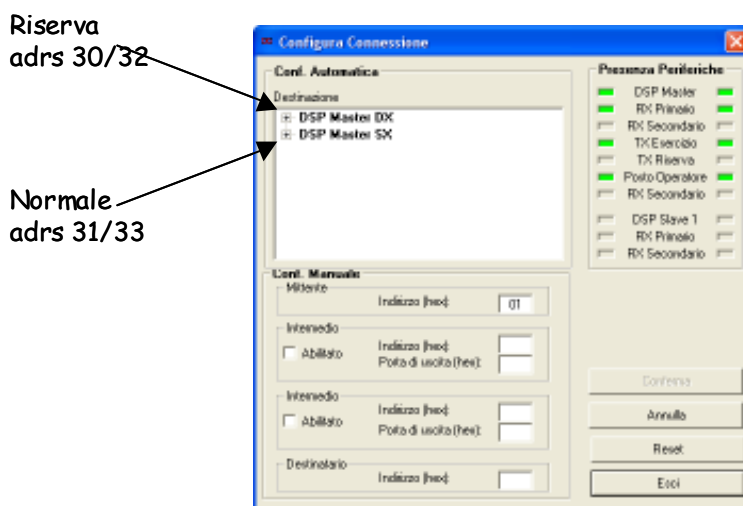 Riserva
adrs 30/32
Normale
adrs 31/33
Configura Connessione
Conf. Automatica
Destinazione
DSP Master DX
DSP Master SX
Presenza Periferiche
DSP Master
RX Primario
RX Secondario
TX Esercizio
TX Riserva
Posto Operatore
RX Secondario
DSP Slave 1
RX Primario
RX Secondario
Conf. Manuale
Mittente
Indirizzo (hex): 01
Intermedio
Abilitato
Indirizzo (hex):
Porta di uscita (hex):
Intermedio
Abilitato
Indirizzo (hex):
Porta di uscita (hex):
Destinatario
Indirizzo (hex):
Conferma
Annulla
Reset
Esci